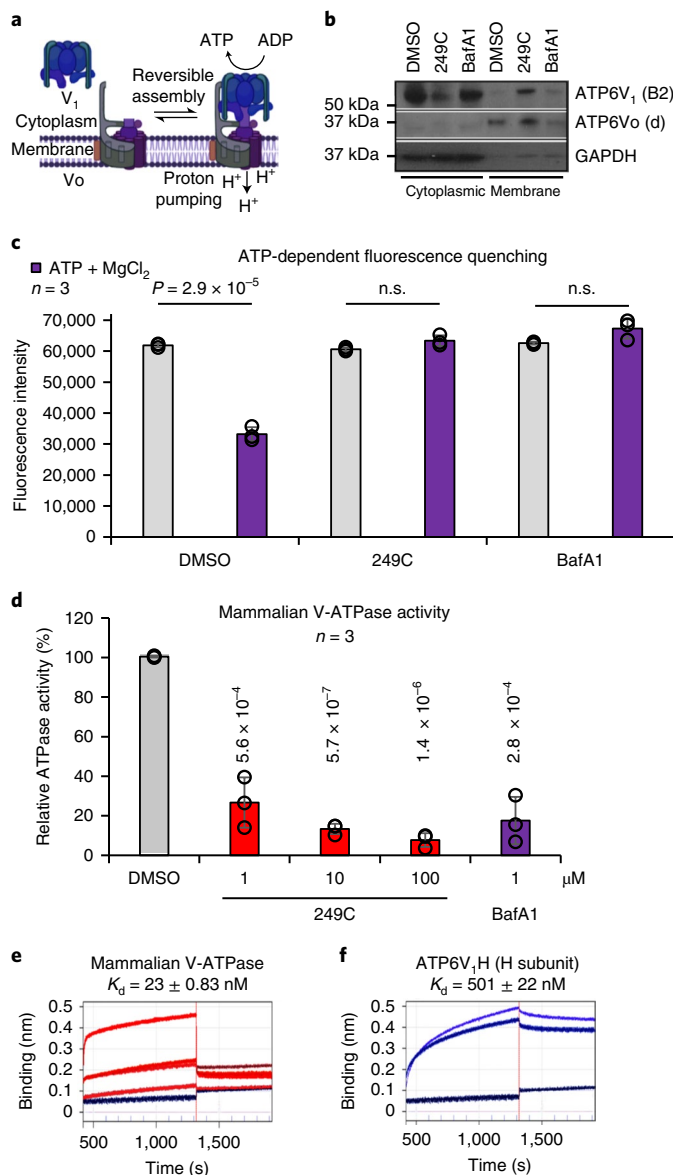 a
ATP ADP
V1
Reversible
assembly
Cytoplasm
Membrane
Vo
Proton
pumping
H+ H+
H+
b
DMSO 249C BafA1 DMSO 249C BafA1
50 kDa
ATP6V1 (B2)
37 kDa
ATP6Vo (d)
37 kDa
GAPDH
Cytoplasmic Membrane
c
ATP-dependent fluorescence quenching
ATP + MgCl2
n = 3 P = 2.9 × 10−5 n.s. n.s.
70,000
60,000
50,000
40,000
30,000
20,000
10,000
0
Fluorescence intensity
DMSO 249C BafA1
d
Mammalian V-ATPase activity
n = 3
120
100
80
60
40
20
0
Relative ATPase activity (%)
5.6 × 10−4
5.7 × 10−7
1.4 × 10−6
2.8 × 10−4
DMSO 1 10 100 1 μM
249C BafA1
e
Mammalian V-ATPase
Kd = 23 ± 0.83 nM
0.5
0.4
0.3
0.2
0.1
0
Binding (nm)
500 1,000 1,500
Time (s)
f
ATP6V1H (H subunit)
Kd = 501 ± 22 nM
0.5
0.4
0.3
0.2
0.1
0
Binding (nm)
500 1,000 1,500
Time (s)